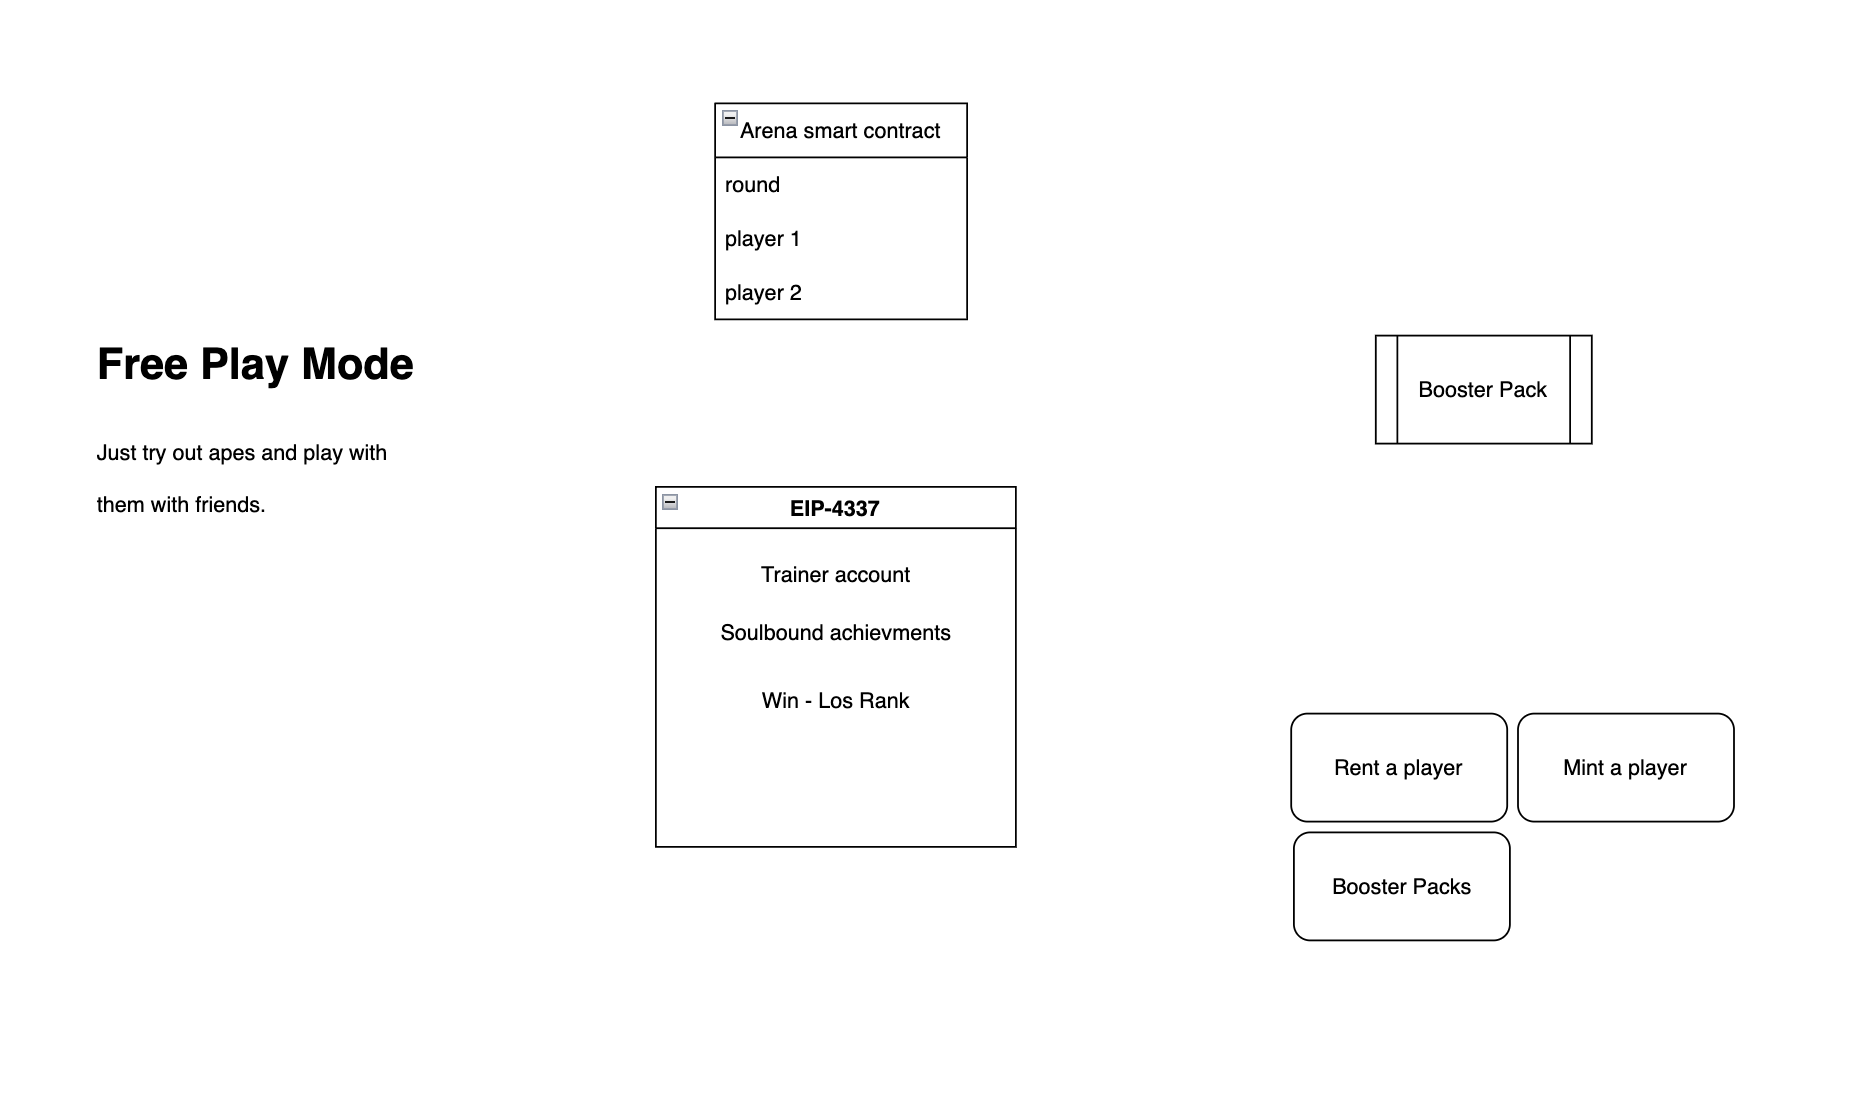 Arena smart contract
round
player 1
player 2
Free Play Mode
Just try out apes and play with
them with friends.
Booster Pack
EIP-4337
Trainer account
Soulbound achievments
Win - Los Rank
Rent a player
Mint a player
Booster Packs